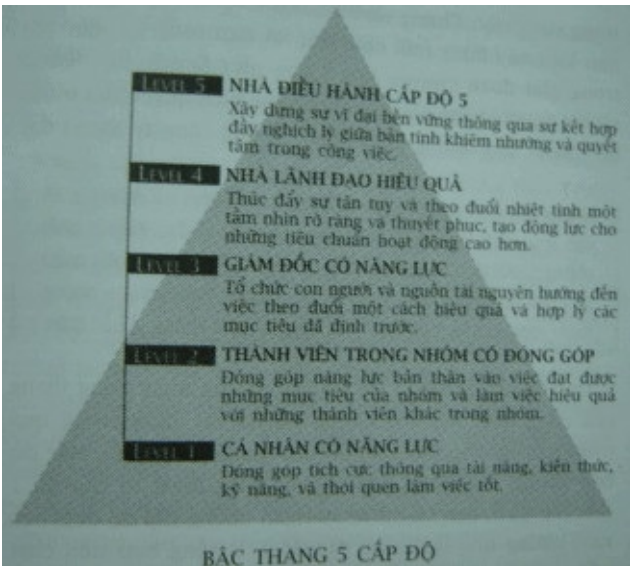 LEVEL 5 NHÀ ĐIỀU HÀNH CẤP ĐỘ 5
Xây dựng sự vĩ đại bền vững thông qua sự kết hợp
đầy nghịch lý giữa bản tính khiêm nhường và quyết
tâm trong công việc.
LEVEL 4 NHÀ LÃNH ĐẠO HIỆU QUẢ
Thúc đẩy sự tận tụy và theo đuổi nhiệt tình một
tầm nhìn rõ ràng và thuyết phục, tạo động lực cho
những tiêu chuẩn hoạt động cao hơn.
LEVEL 3 GIÁM ĐỐC CÓ NĂNG LỰC
Tổ chức con người và nguồn tài nguyên hướng đến
việc theo đuổi một cách hiệu quả và hợp lý các
mục tiêu đã định trước.
LEVEL 2 THÀNH VIÊN TRONG NHÓM CÓ ĐÓNG GÓP
Đóng góp năng lực bản thân vào việc đạt được
những mục tiêu của nhóm và làm việc hiệu quả
với những thành viên khác trong nhóm.
LEVEL 1 CÁ NHÂN CÓ NĂNG LỰC
Đóng góp tích cực thông qua tài năng, kiến thức,
kỹ năng, và thói quen làm việc tốt.
BẬC THANG 5 CẤP ĐỘ